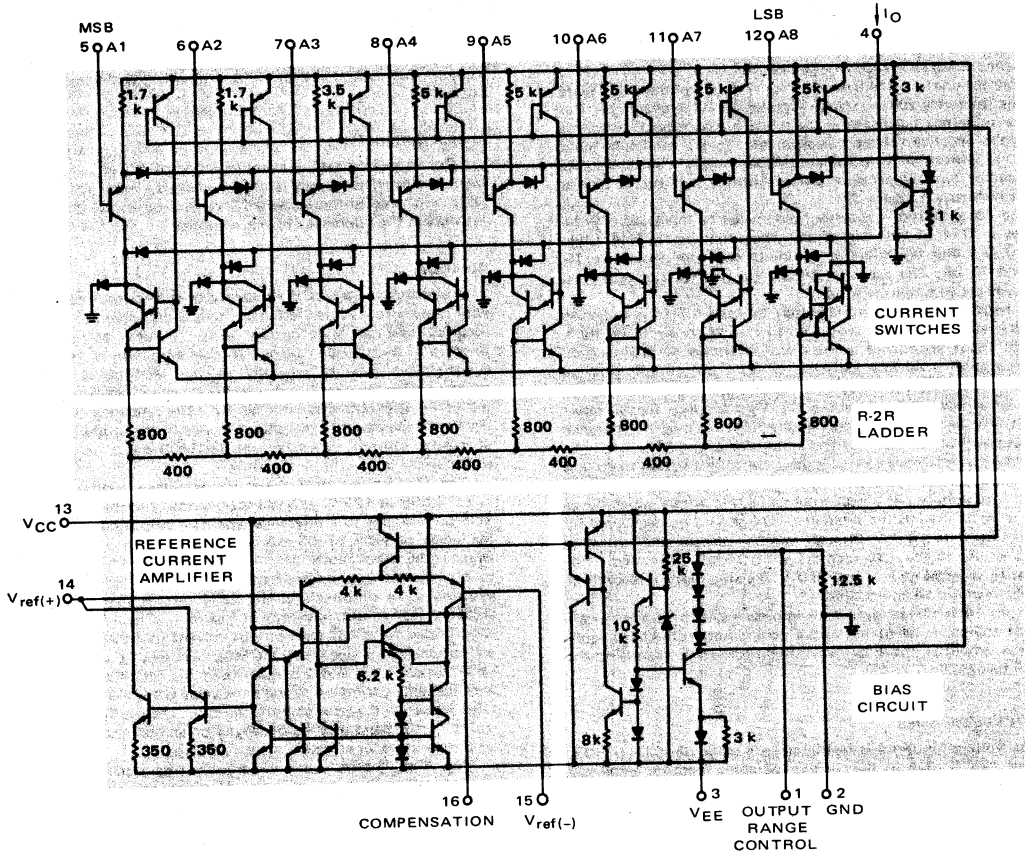 MSB
LSB
I O
5 A1
6 A2
7 A3
8 A4
9 A5
10 A6
11 A7
12 A8
4
1.7 k
1.7 k
3.5 k
5 k
5 k
5 k
5 k
5k
3 k
1 k
CURRENT
SWITCHES
800
800
800
800
800
800
800
800
R-2R
LADDER
400
400
400
400
400
400
13
VCC
REFERENCE
CURRENT
AMPLIFIER
14
Vref(+)
4 k
4 k
25 k
12.5 k
10 k
6.2 k
BIAS
CIRCUIT
350
350
8k
3 k
16
COMPENSATION
15
Vref(–)
3
VEE
1
OUTPUT
RANGE
CONTROL
2
GND